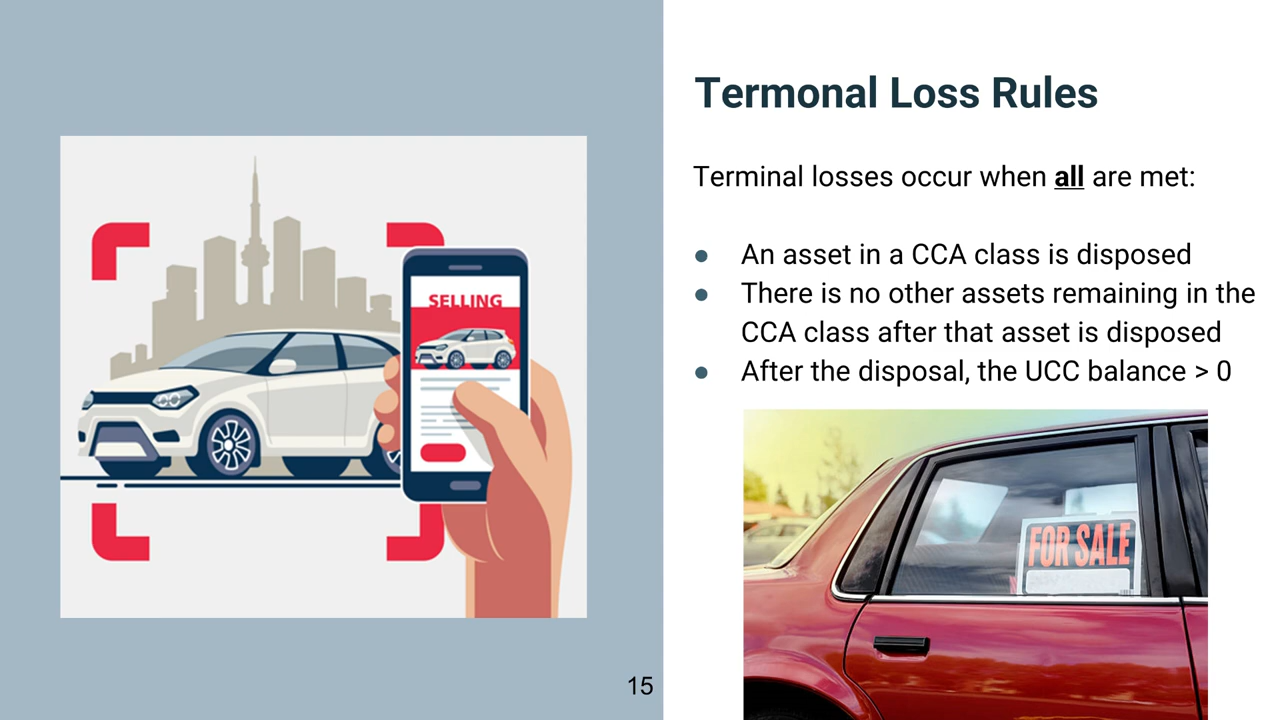 Termonal Loss Rules
Terminal losses occur when all are met:
● An asset in a CCA class is disposed
● There is no other assets remaining in the
CCA class after that asset is disposed
● After the disposal, the UCC balance > 0
SELLING
FOR SALE
15